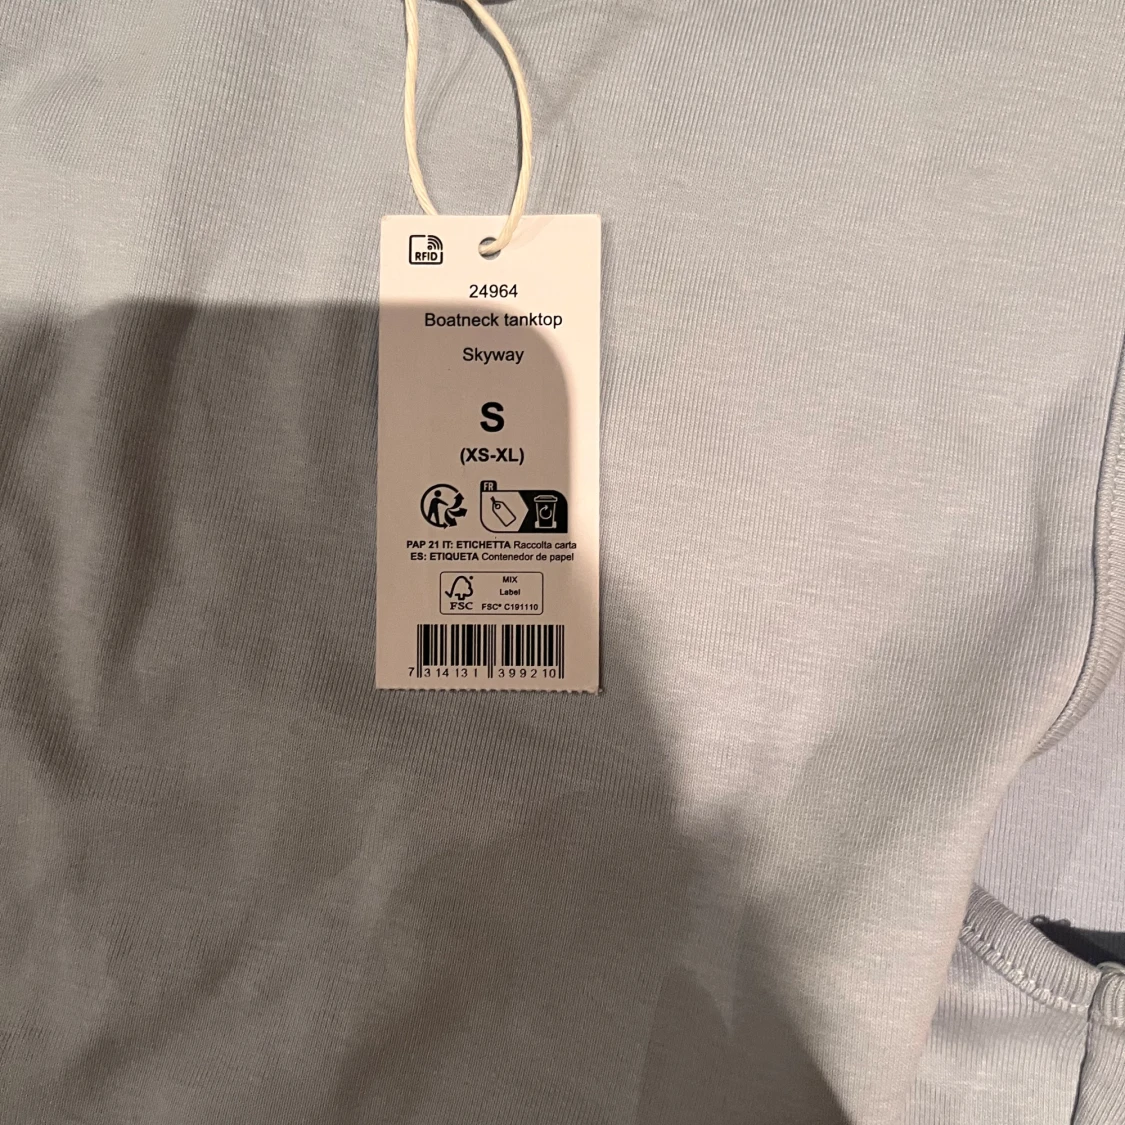 RFID
24964
Boatneck tanktop
Skyway
S
(XS-XL)
FR
PAP 21 IT: ETICHETTA Raccolta carta
ES: ETIQUETA Contenedor de papel
MIX
Label
FSC FSC® C191110
7 314131 399210